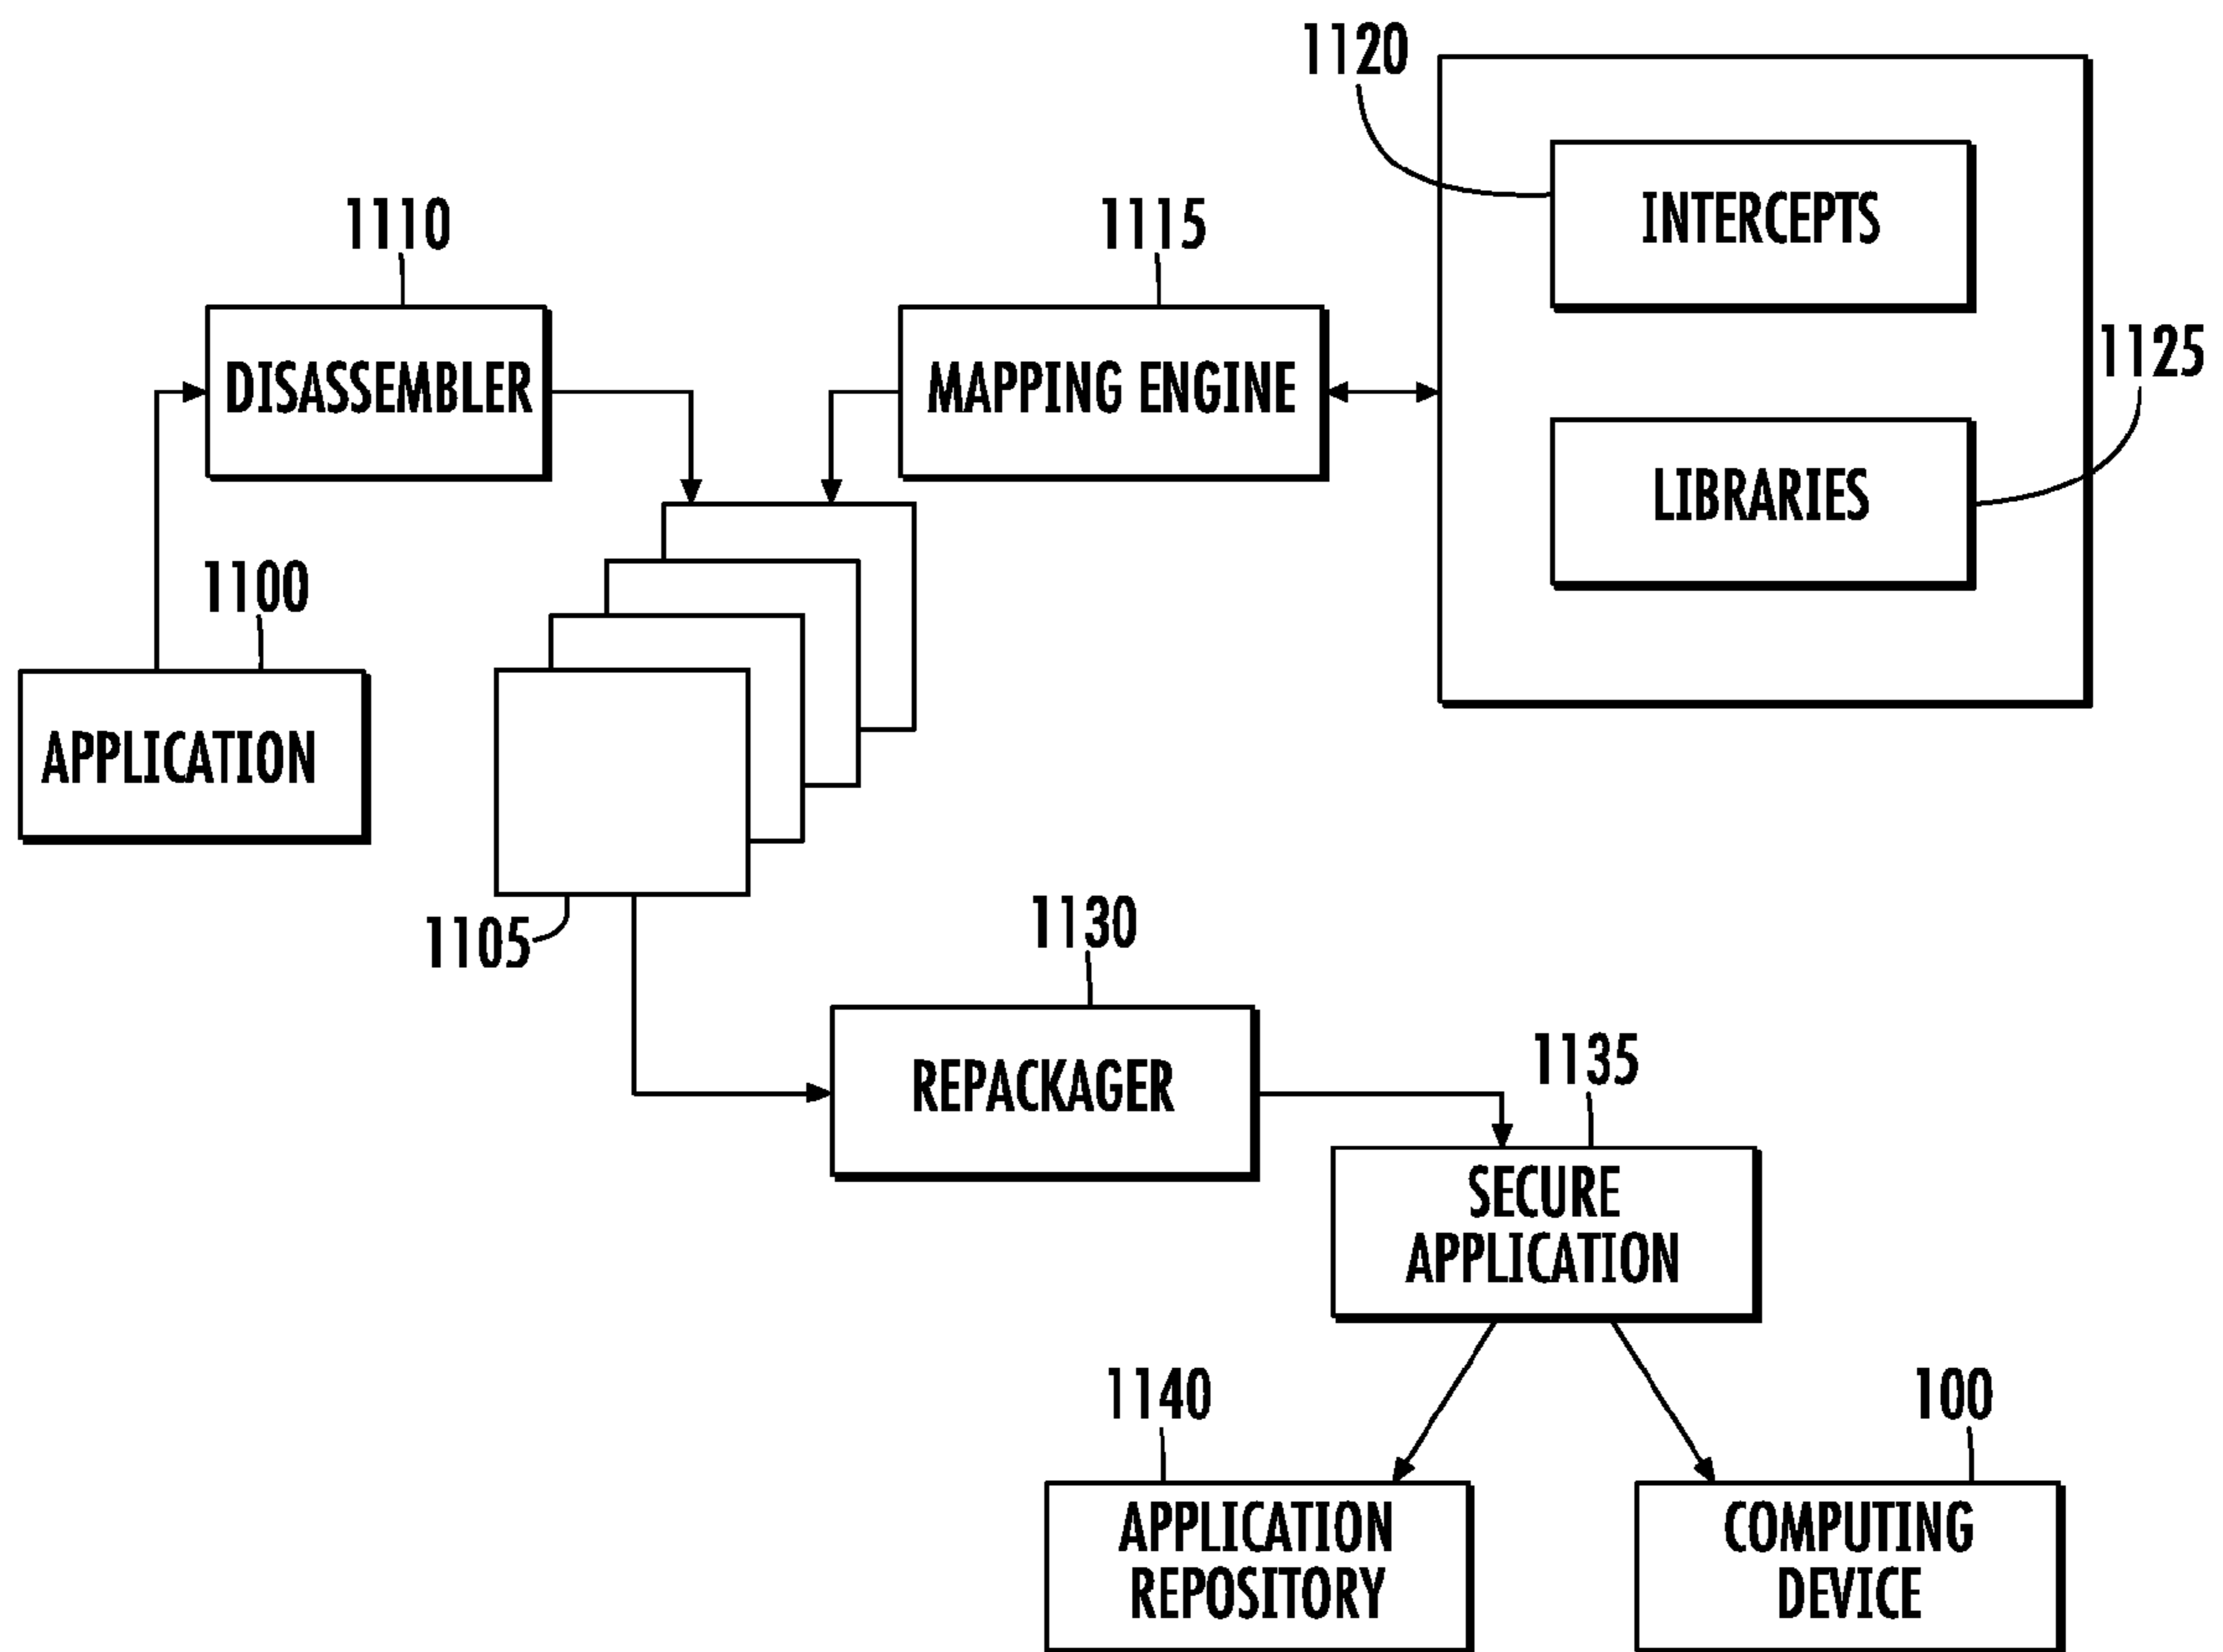 1120
INTERCEPTS
1110
1115
1125
DISASSEMBLER
MAPPING ENGINE
LIBRARIES
1100
APPLICATION
1105
1130
REPACKAGER
1135
SECURE
APPLICATION
1140
100
APPLICATION
REPOSITORY
COMPUTING
DEVICE